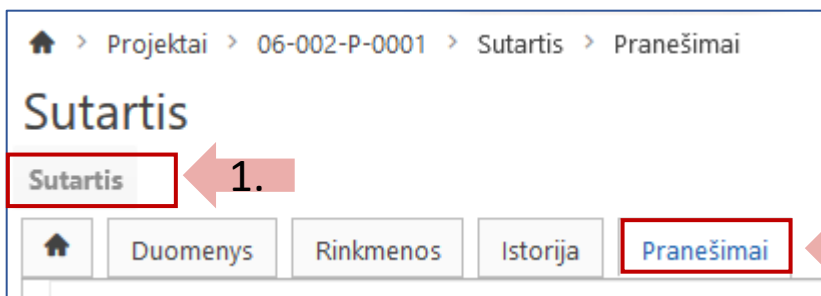 > Projektai > 06-002-P-0001 > Sutartis > Pranešimai
Sutartis
Sutartis 1.
Duomenys Rinkmenos Istorija Pranešimai